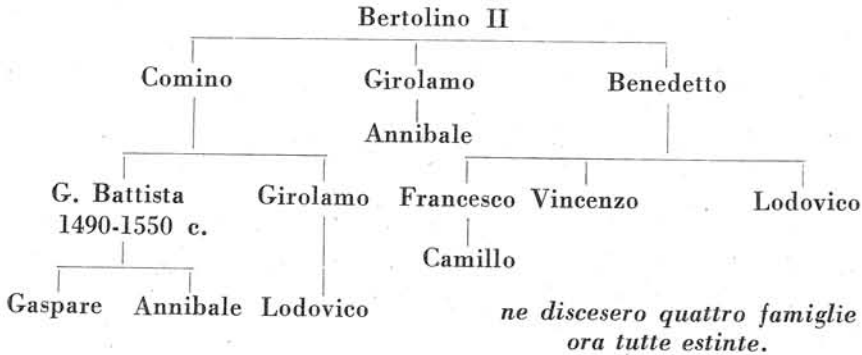 Bertolino II
Comino Girolamo Benedetto
Annibale
G. Battista Girolamo Francesco Vincenzo Lodovico
1490-1550 c.
Camillo
Gaspare Annibale Lodovico
ne discesero quattro famiglie
ora tutte estinte.